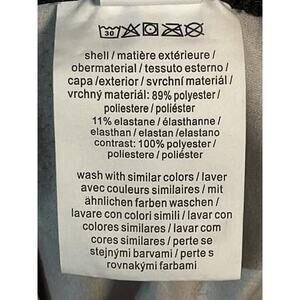 30
shell / matière extérieure /
obermaterial / tessuto esterno /
capa /exterior / svrchní materiál /
vrchný materiál: 89% polyester /
poliestere / poliéster
11% elastane / élasthanne /
elasthan / elastan /elastano
contrast: 100% polyester /
polyestere / poliéster
wash with similar colors / laver
avec couleurs similaires / mit
ähnlichen farben waschen /
lavare con colori simili / lavar con
colores similares / lavar com
cores similares / perte se
stejnými barvami / perte s
rovnakými farbami